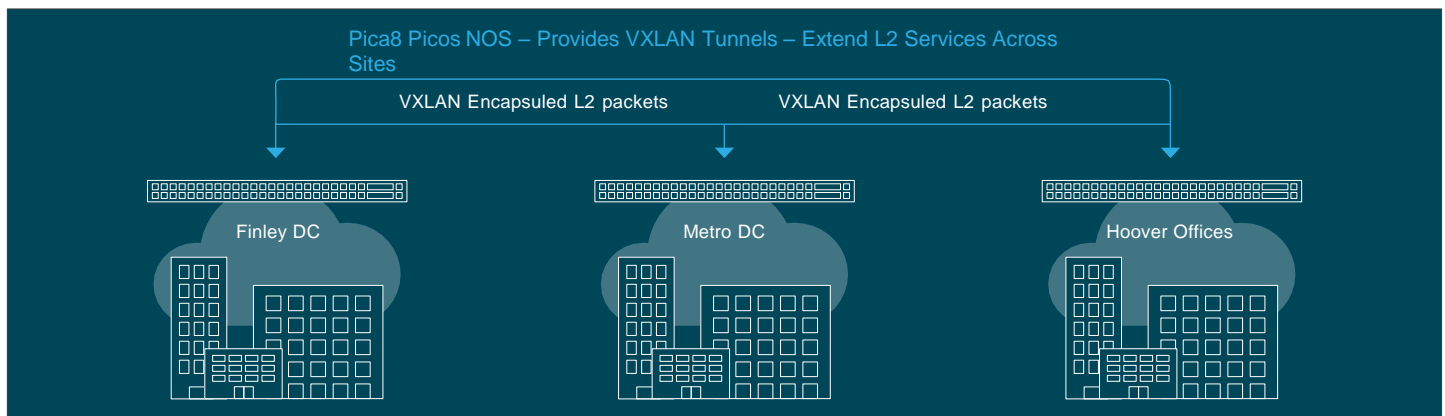 Pica8 Picos NOS – Provides VXLAN Tunnels – Extend L2 Services Across
Sites
VXLAN Encapsuled L2 packets
VXLAN Encapsuled L2 packets
Finley DC
Metro DC
Hoover Offices